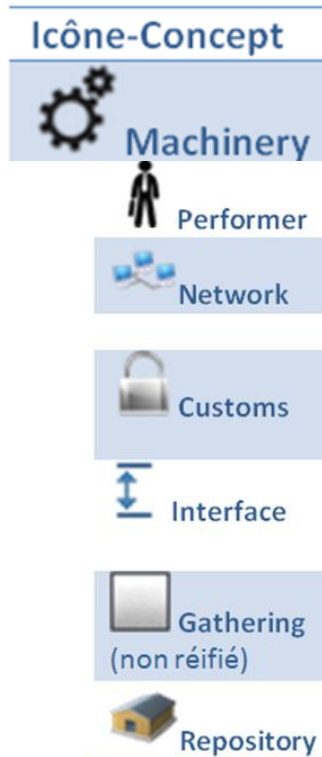 Icône-Concept
Machinery
Performer
Network
Customs
Interface
Gathering
(non réifié)
Repository